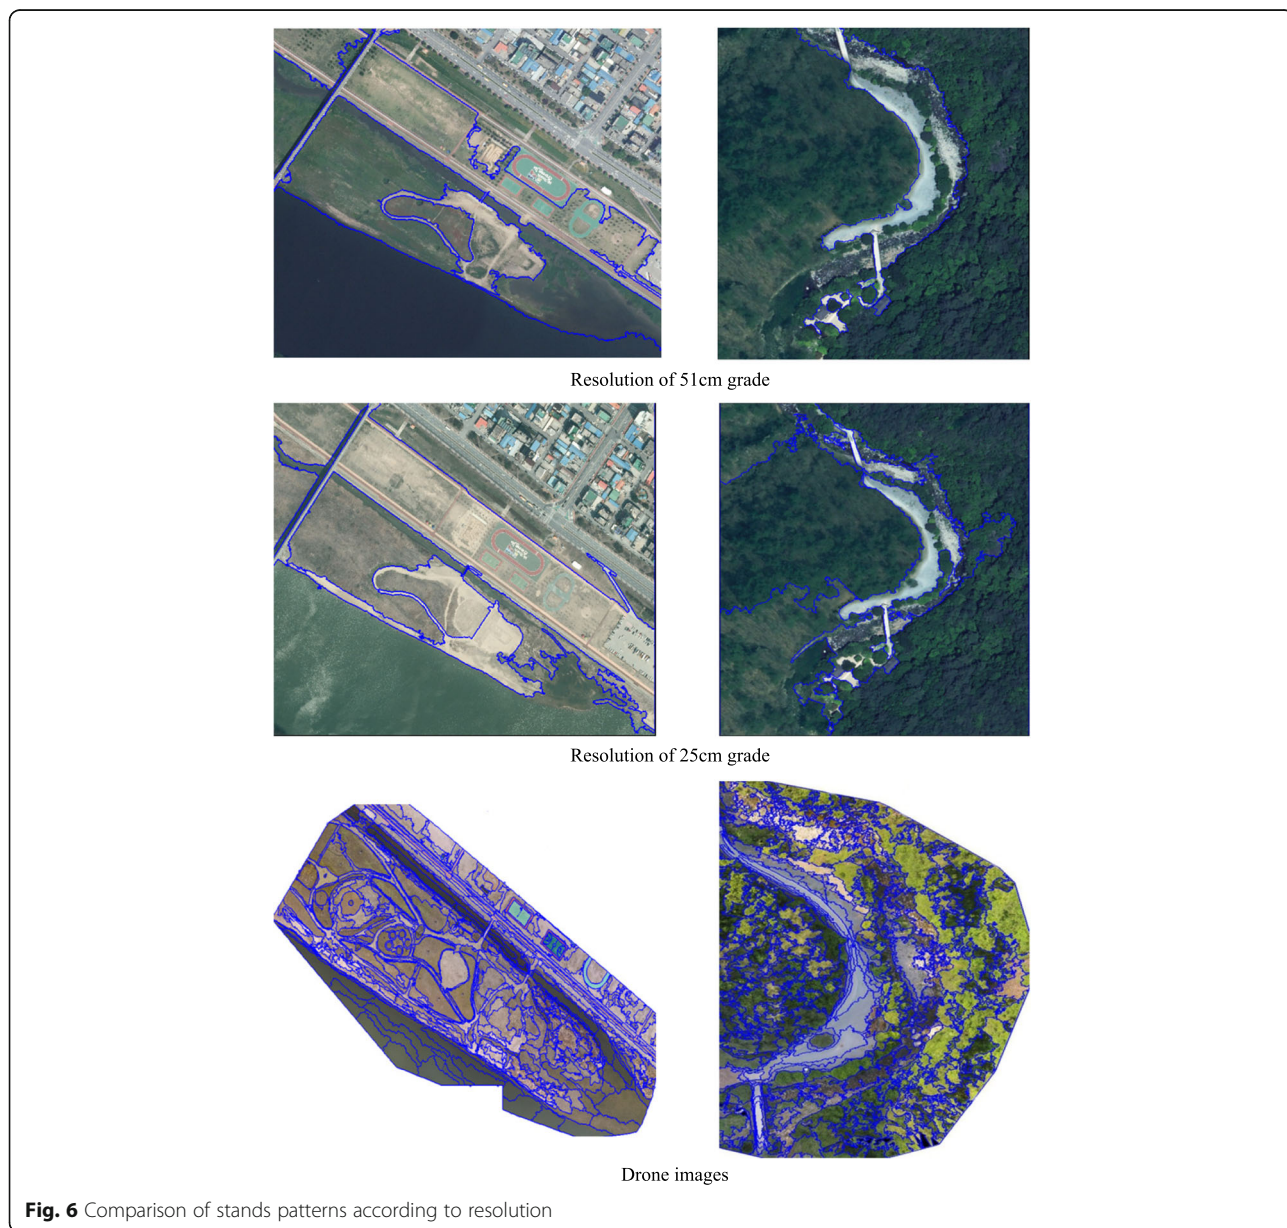 Resolution of 51cm grade
Resolution of 25cm grade
Drone images
Fig. 6 Comparison of stands patterns according to resolution